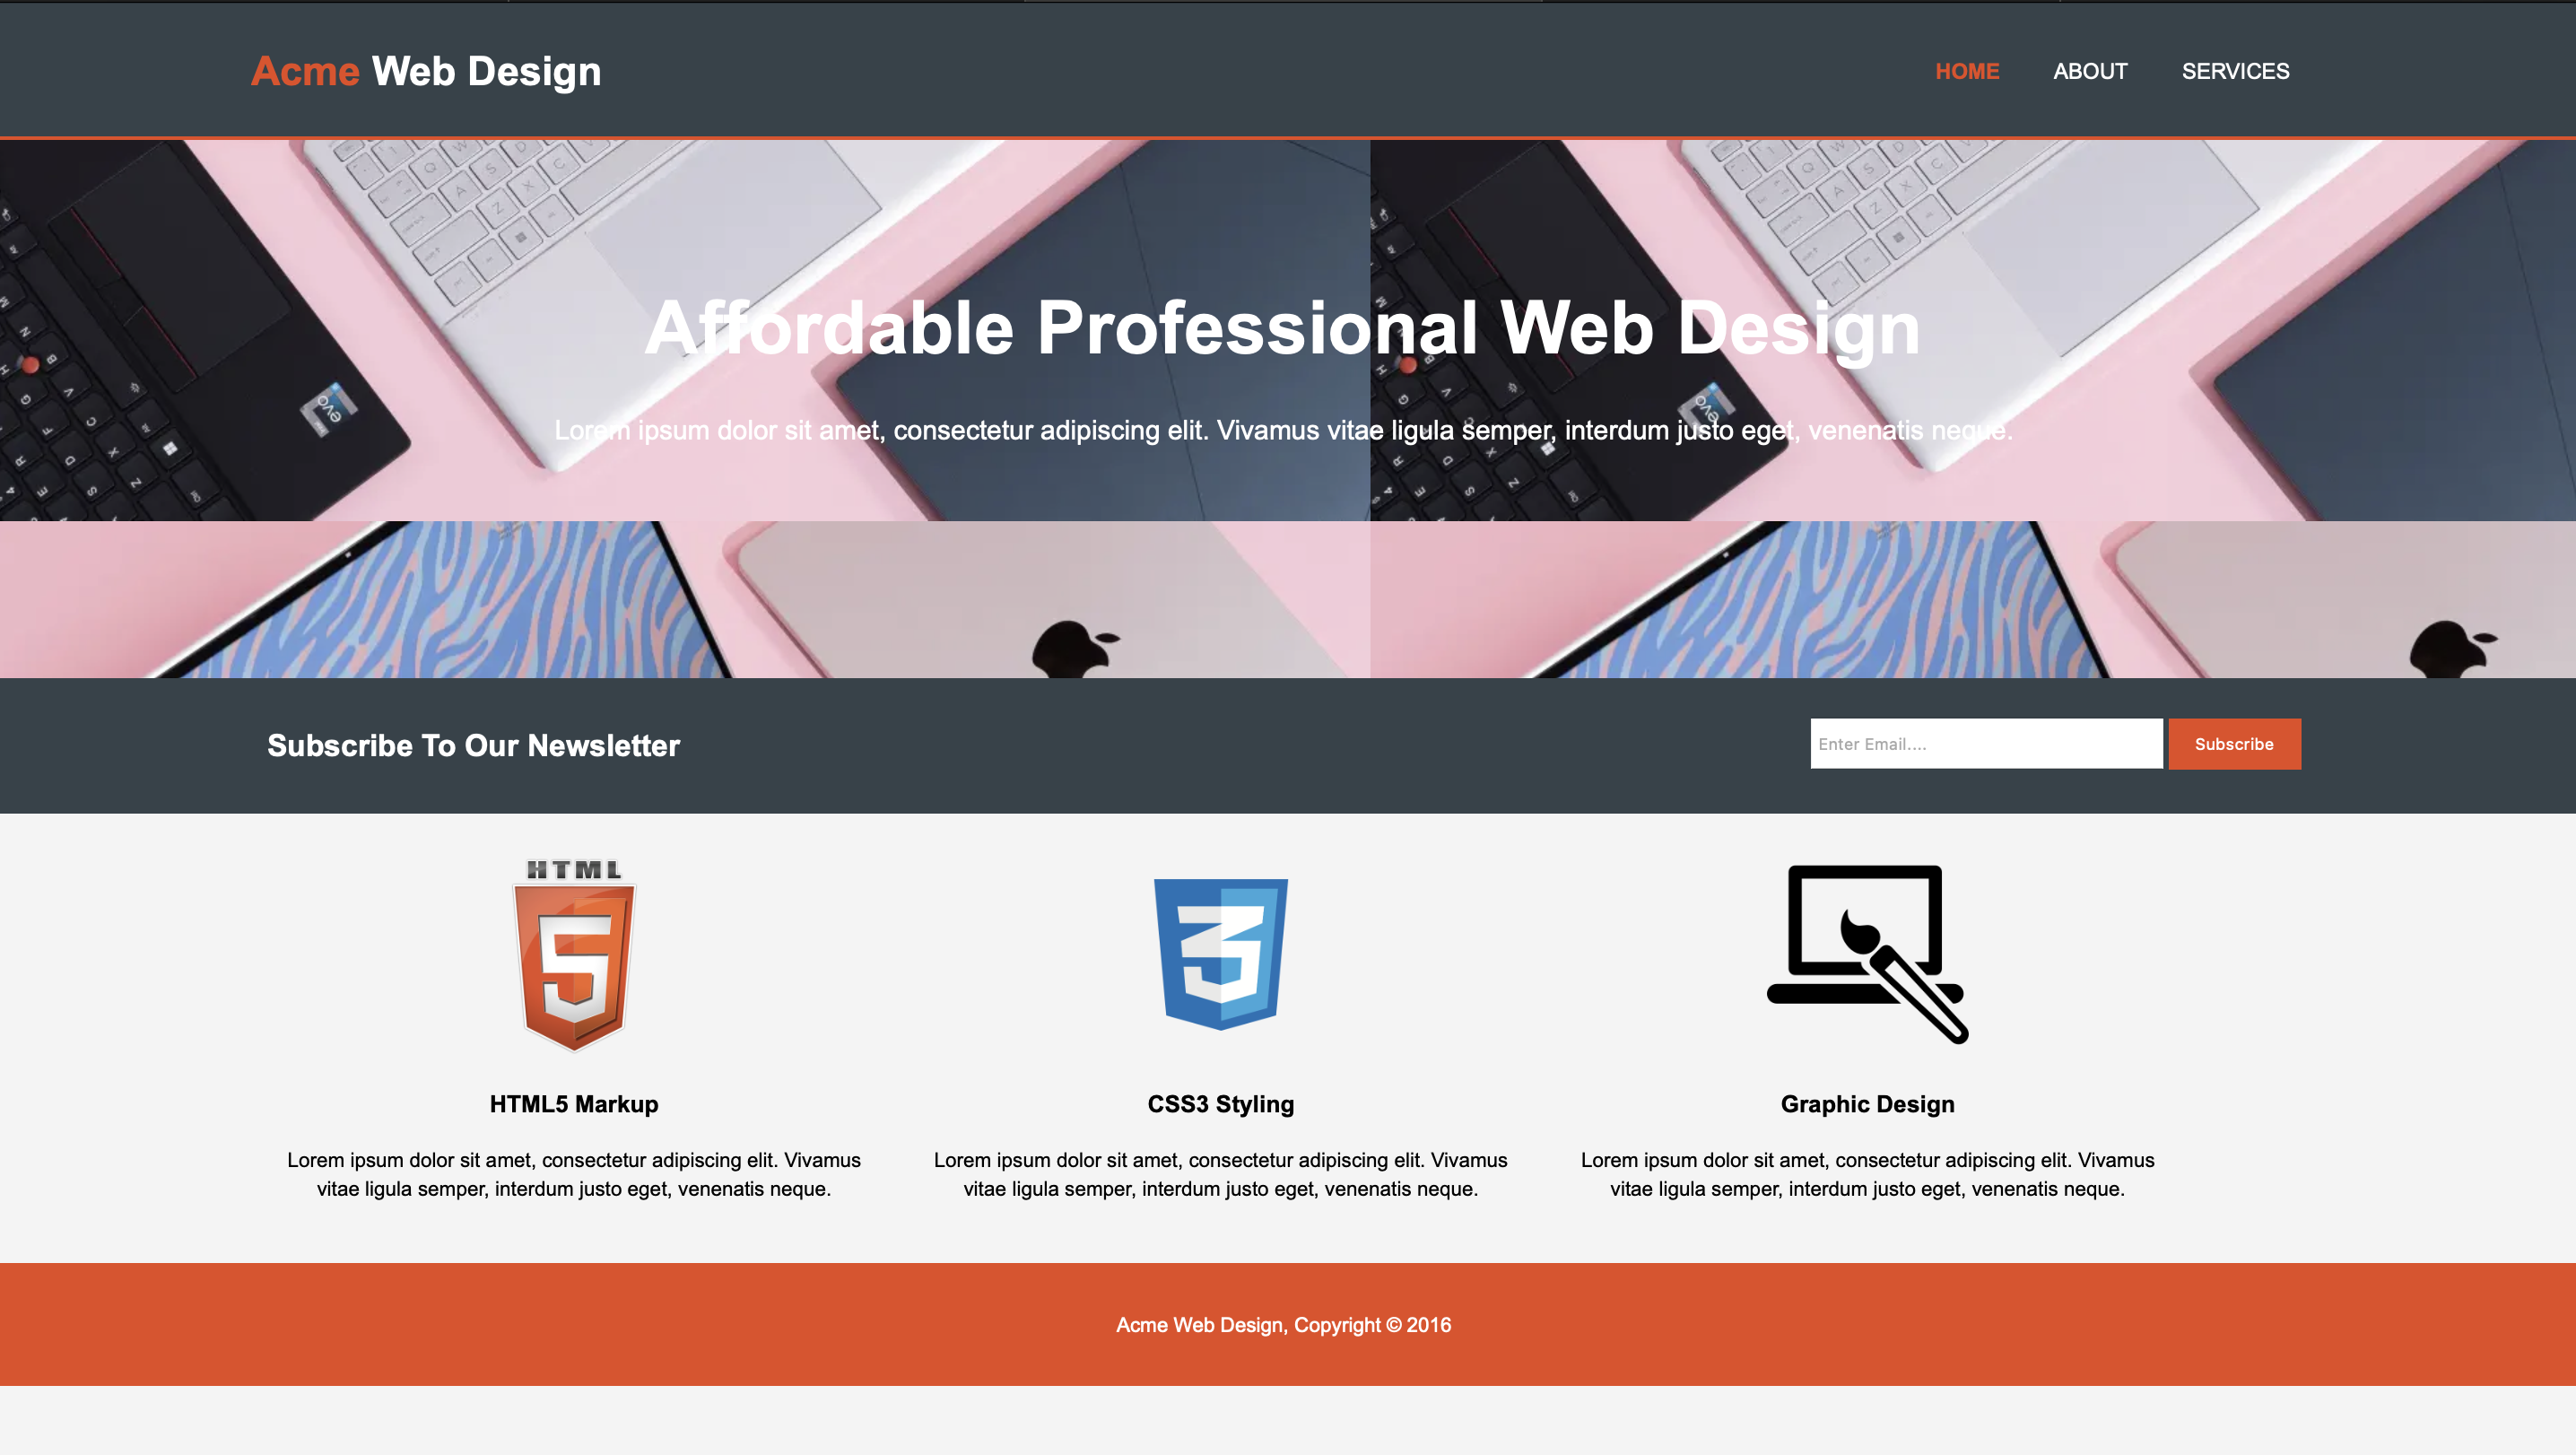 Acme Web Design
HOME ABOUT SERVICES
Affordable Professional Web Design
Lorem ipsum dolor sit amet, consectetur adipiscing elit. Vivamus vitae ligula semper, interdum justo eget, venenatis neque.
evo
evo
Subscribe To Our Newsletter
Enter Email....
Subscribe
HTML
5
3
HTML5 Markup
Lorem ipsum dolor sit amet, consectetur adipiscing elit. Vivamus
vitae ligula semper, interdum justo eget, venenatis neque.
CSS3 Styling
Lorem ipsum dolor sit amet, consectetur adipiscing elit. Vivamus
vitae ligula semper, interdum justo eget, venenatis neque.
Graphic Design
Lorem ipsum dolor sit amet, consectetur adipiscing elit. Vivamus
vitae ligula semper, interdum justo eget, venenatis neque.
Acme Web Design, Copyright © 2016